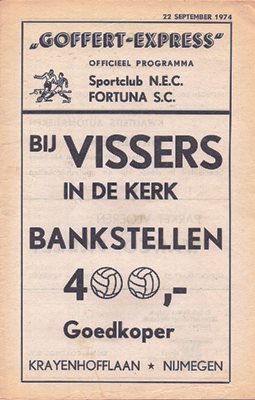 22 SEPTEMBER 1974
„GOFFERT-EXPRESS"
OFFICIEEL PROGRAMMA
Sportclub N.E.C.
FORTUNA S.C.
BIJ VISSERS
IN DE KERK
BANKSTELLEN
400,-
Goedkoper
KRAYENHOFFLAAN ★ NIJMEGEN